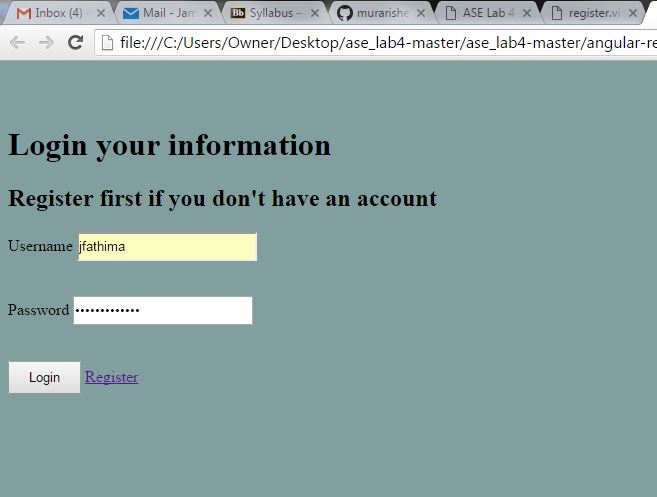 Inbox (4) –
Mail - Jam
Bb Syllabus –
murarishe
ASE Lab 4
register.vi
file:///C:/Users/Owner/Desktop/ase_lab4-master/ase_lab4-master/angular-re
Login your information
Register first if you don't have an account
Username jfathima
Password •••••••••••••
Login Register